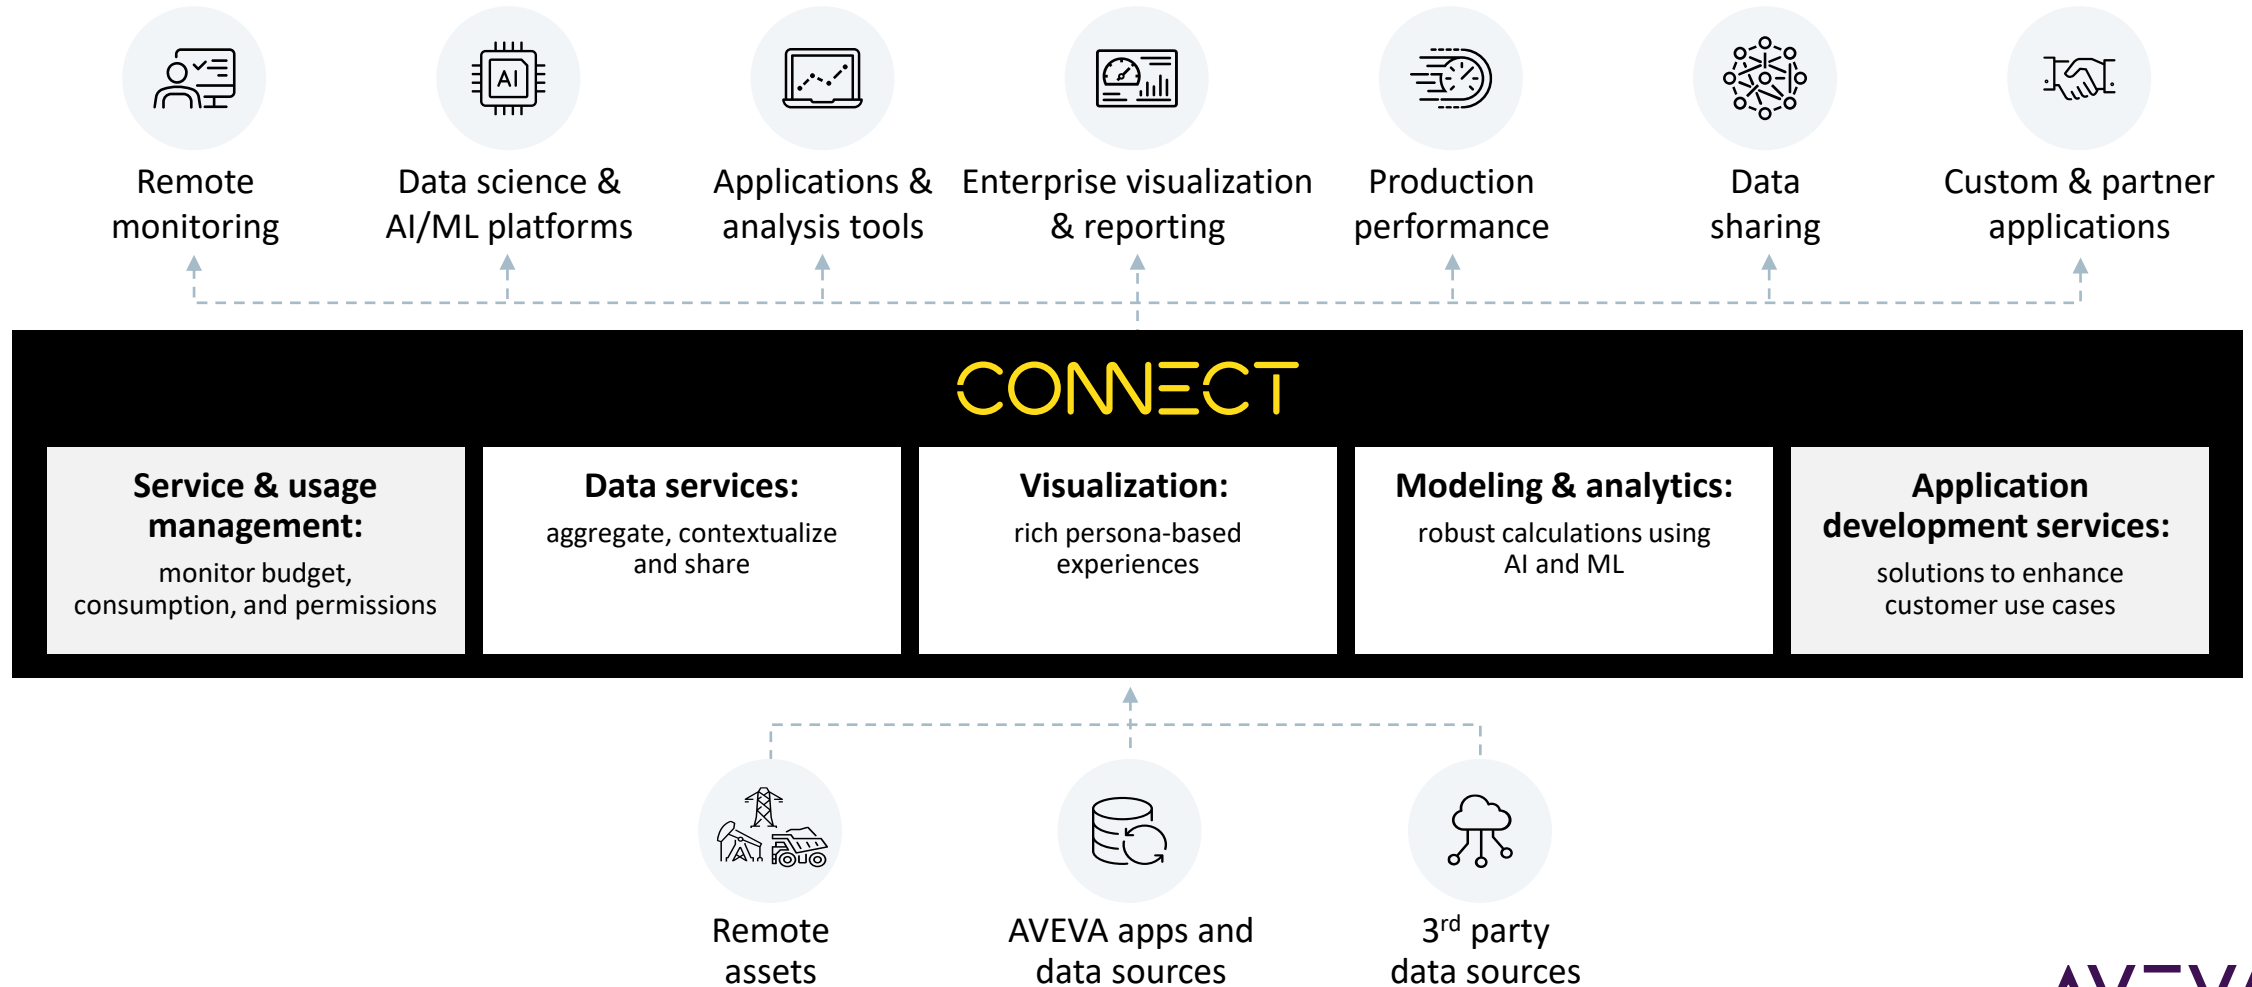 AI
Remote
monitoring
Data science &
AI/ML platforms
Applications &
analysis tools
Enterprise visualization
& reporting
Production
performance
Data
sharing
Custom & partner
applications
CONNECT
Service & usage
management:
monitor budget,
consumption, and permissions
Data services:
aggregate, contextualize
and share
Visualization:
rich persona-based
experiences
Modeling & analytics:
robust calculations using
AI and ML
Application
development services:
solutions to enhance
customer use cases
Remote
assets
AVEVA apps and
data sources
3rd party
data sources
AVEVA